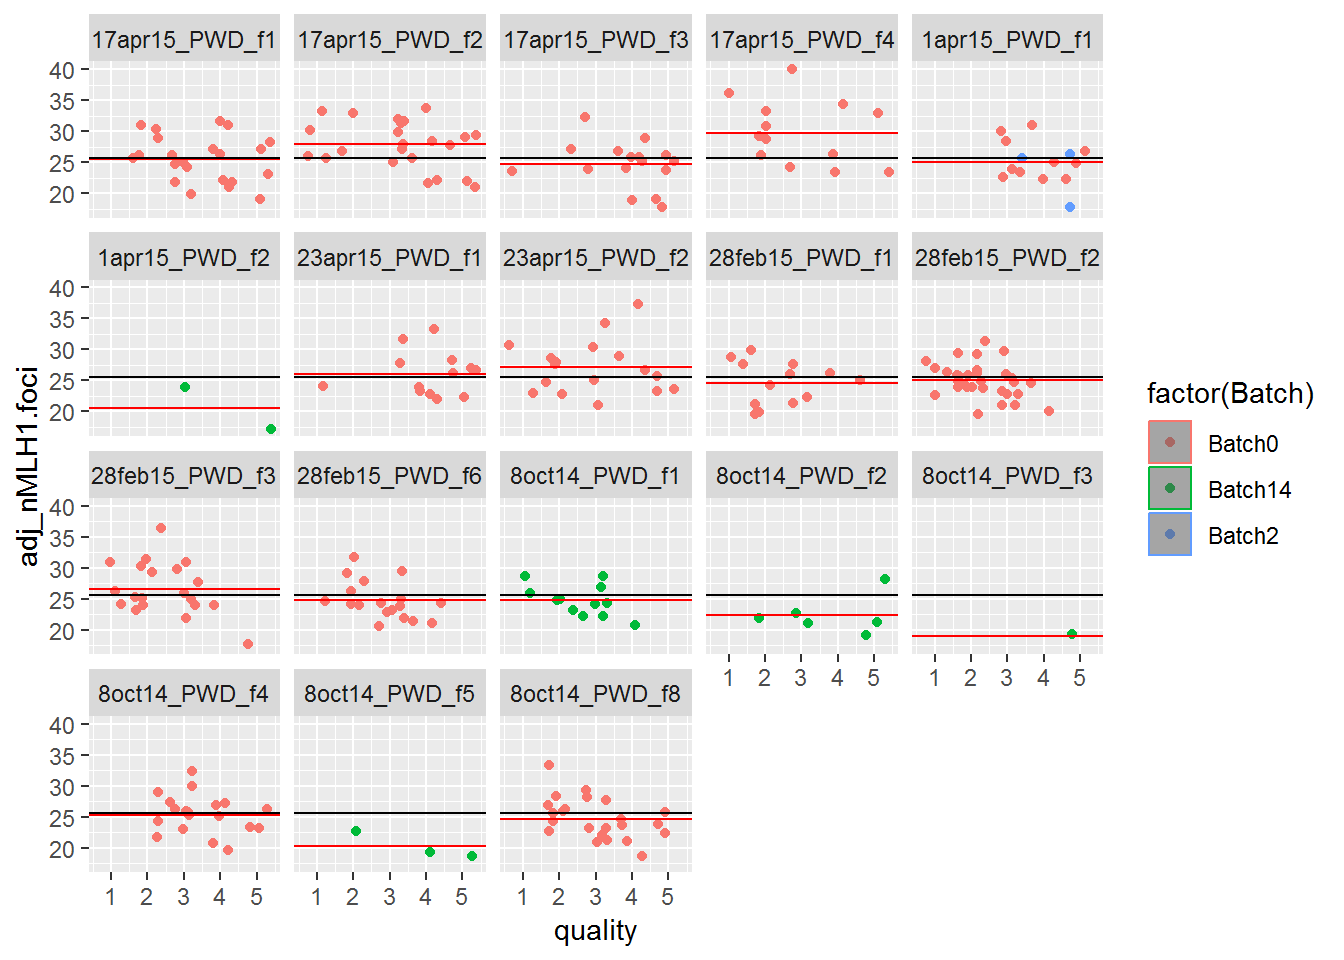 17apr15_PWD_f1 17apr15_PWD_f2 17apr15_PWD_f3 17apr15_PWD_f4 1apr15_PWD_f1
40
35
30
25
20
1apr15_PWD_f2 23apr15_PWD_f1 23apr15_PWD_f2 28feb15_PWD_f1 28feb15_PWD_f2
40
35
30
25
20
adj_nMLH1.foci
28feb15_PWD_f3 28feb15_PWD_f6 8oct14_PWD_f1 8oct14_PWD_f2 8oct14_PWD_f3
40
35
30
25
20
1 2 3 4 5 1 2 3 4 5
8oct14_PWD_f4 8oct14_PWD_f5 8oct14_PWD_f8
40
35
30
25
20
1 2 3 4 5 1 2 3 4 5 1 2 3 4 5
quality
factor(Batch)
Batch0
Batch14
Batch2